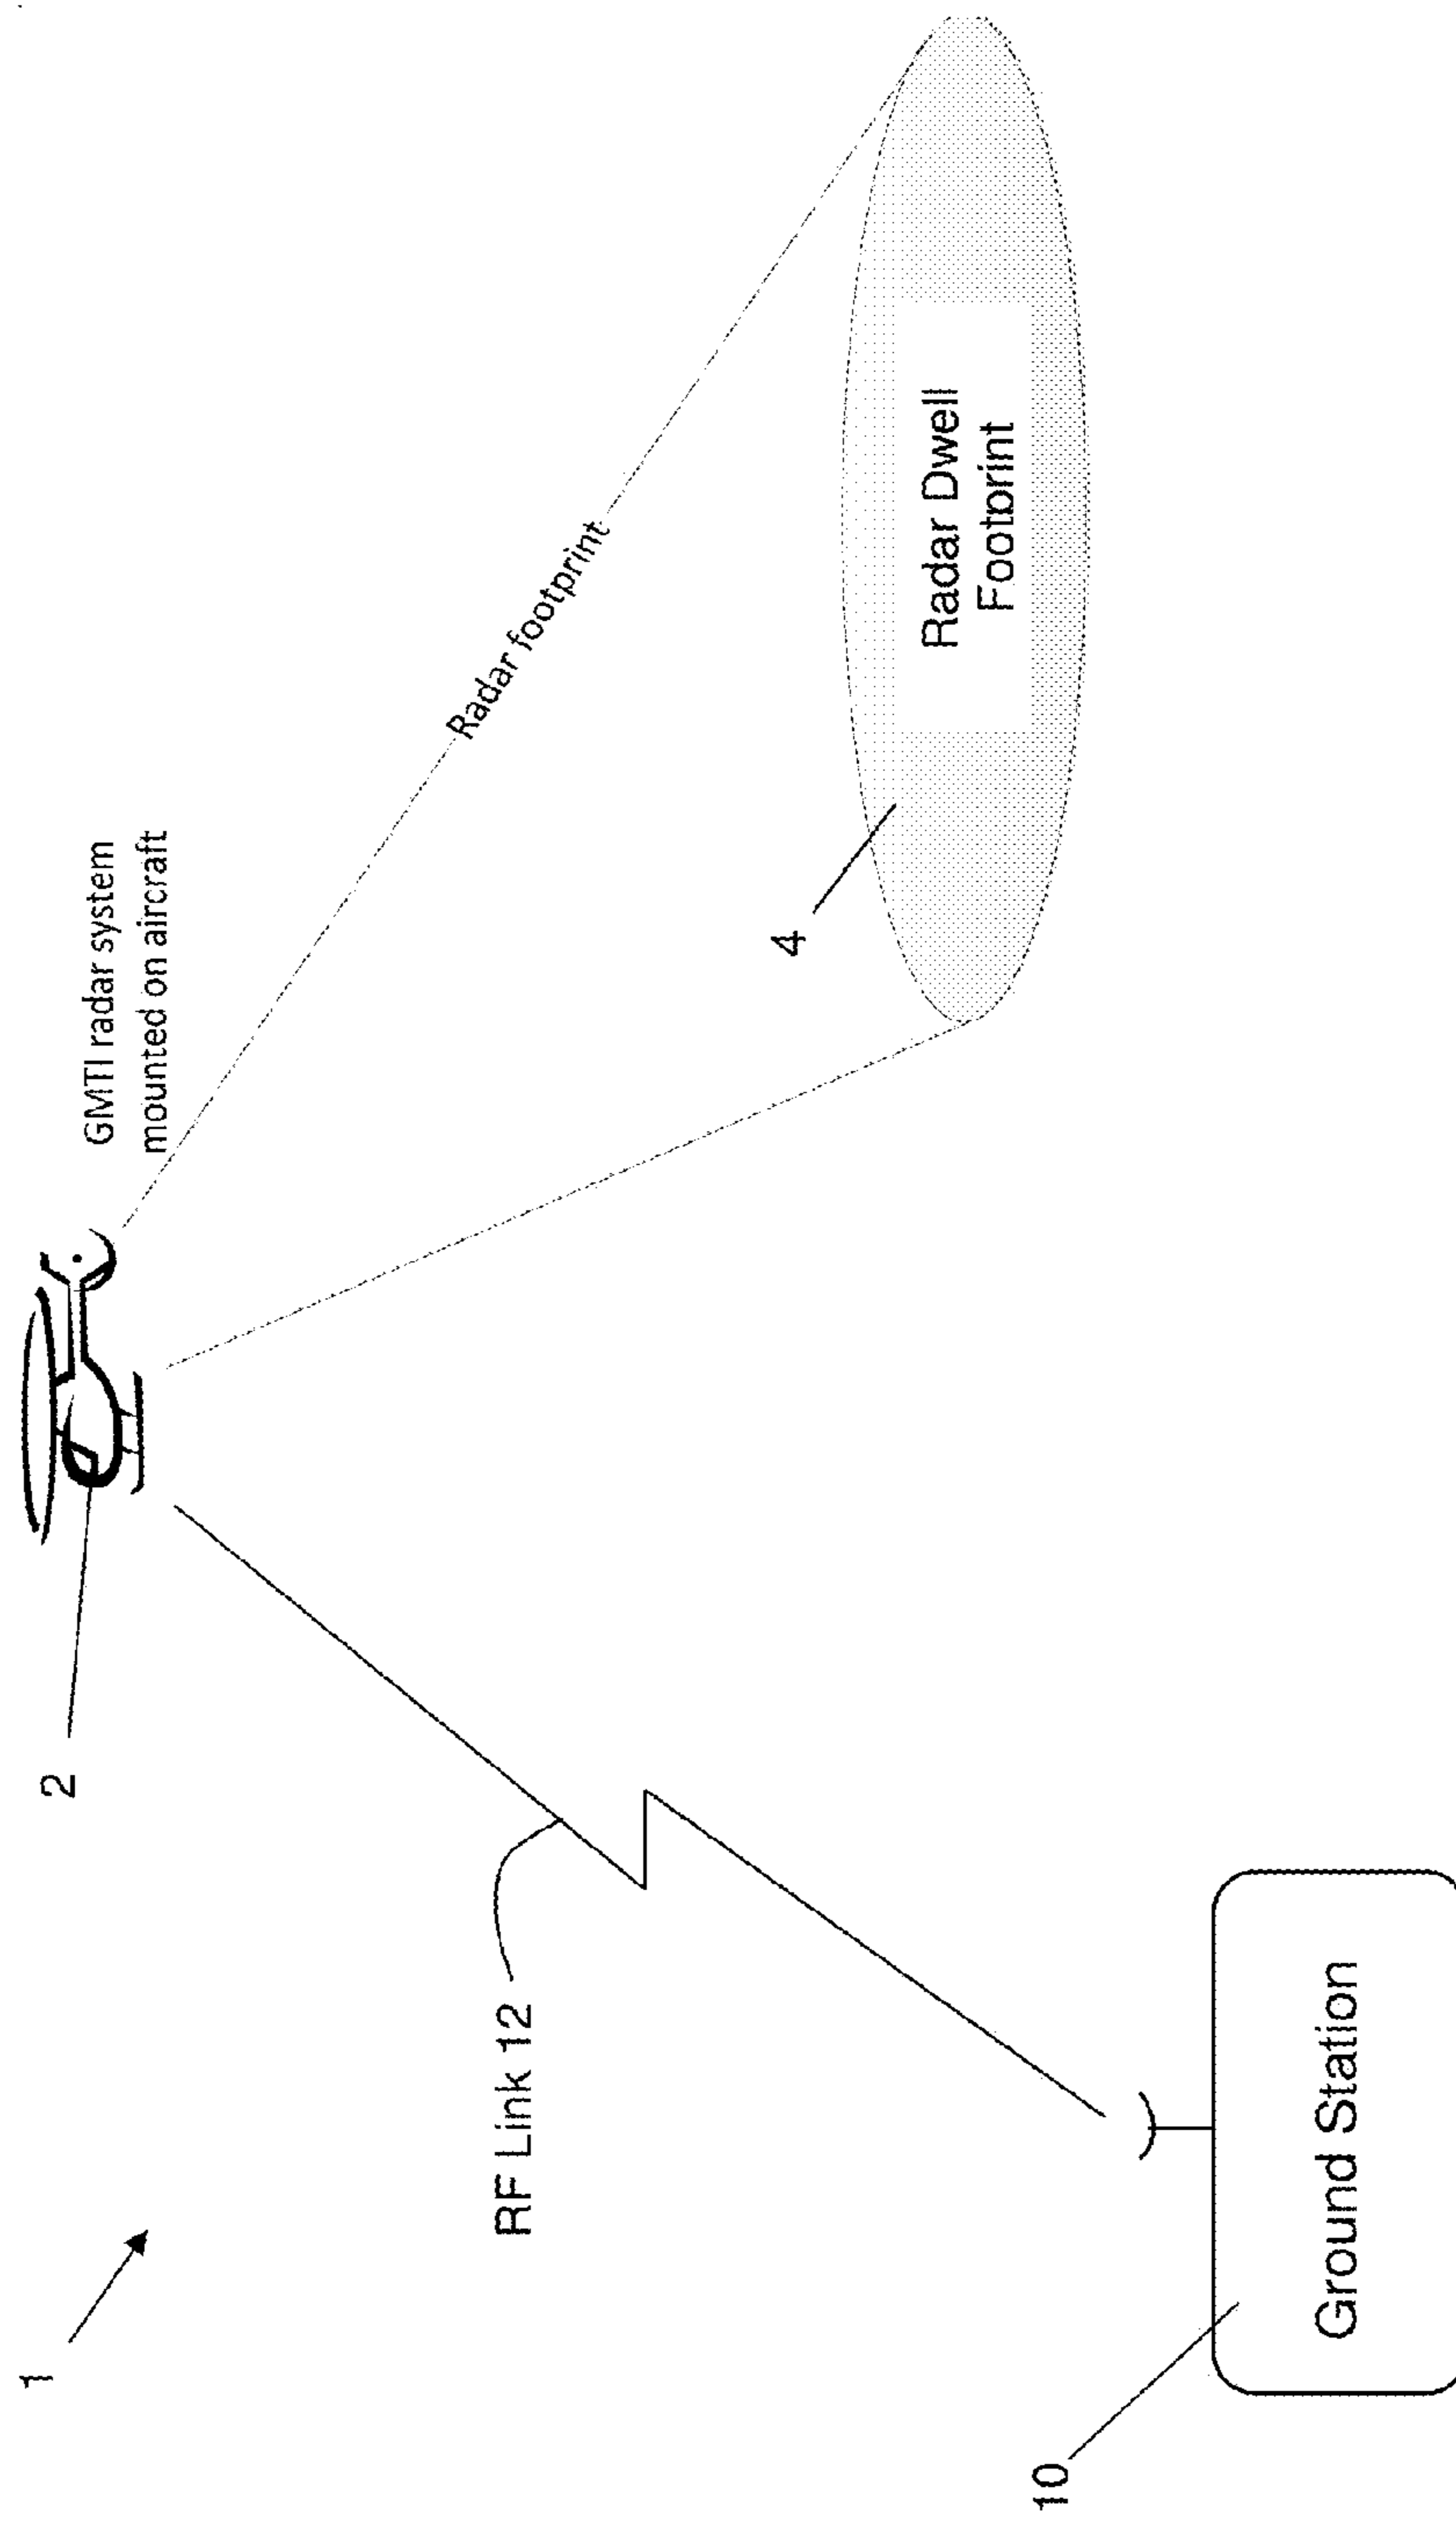 1
2
GMTI radar system
mounted on aircraft
RF Link 12
Radar footprint
4
Radar Dwell
Footprint
10
Ground Station